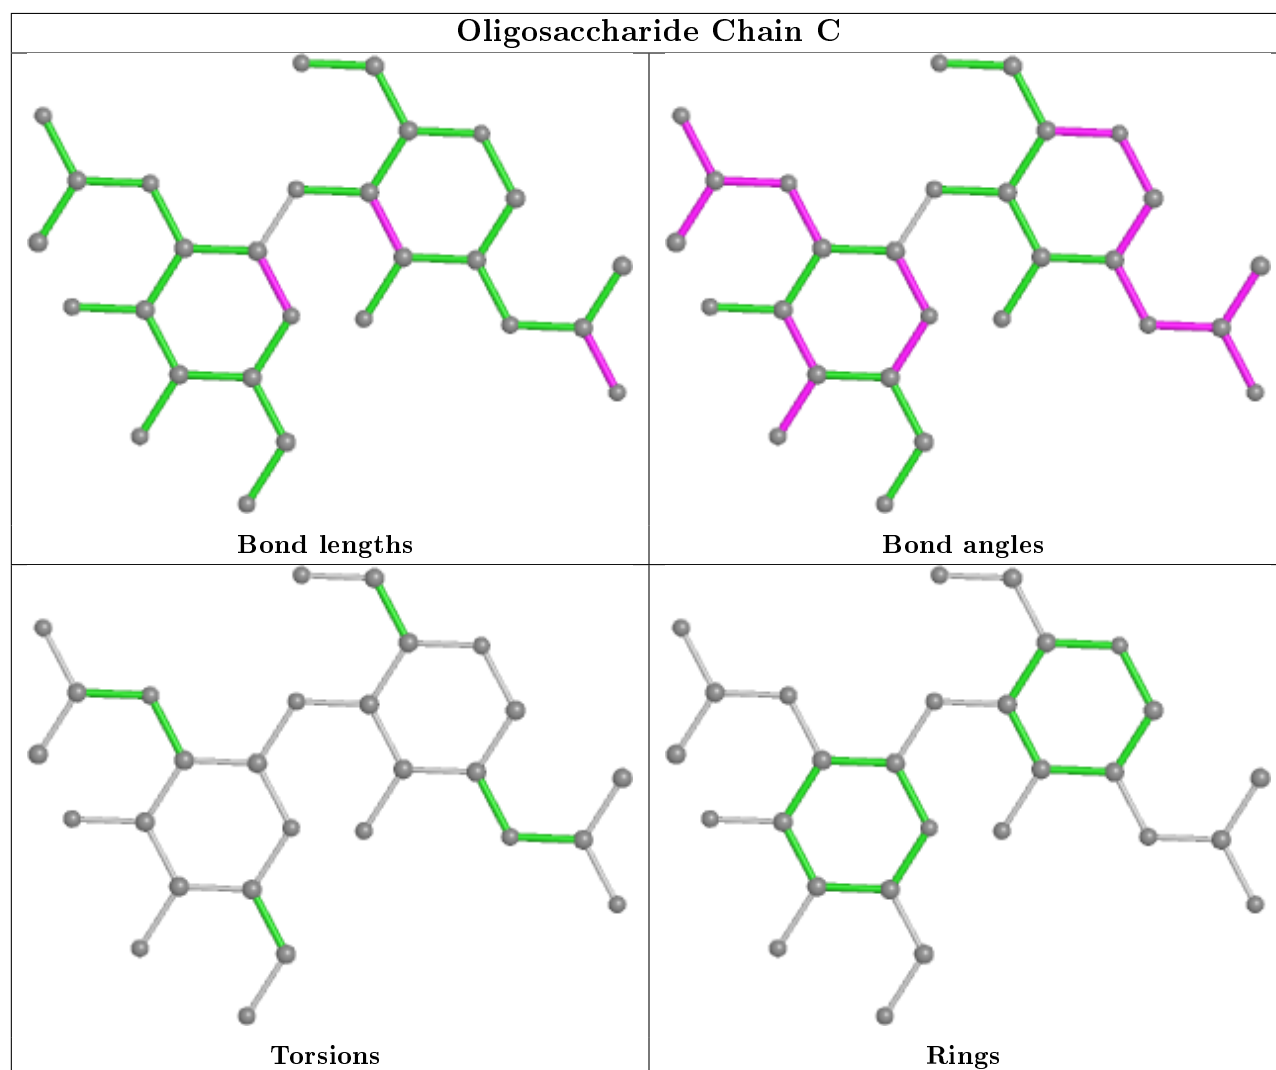 Oligosaccharide Chain C
Bond lengths
Bond angles
Torsions
Rings